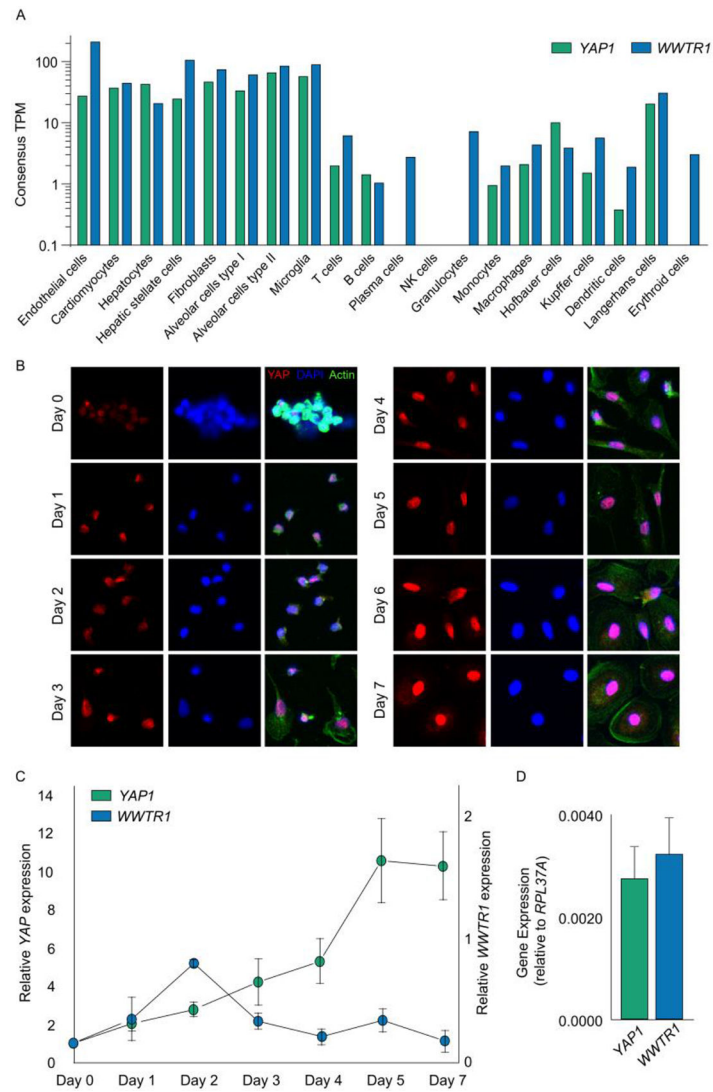 A
YAP1
WWTR1
Consensus TPM
100
10
1
0.1
Endothelial cells
Cardiomyocytes
Hepatocytes
Hepatic stellate cells
Fibroblasts
Alveolar cells type I
Alveolar cells type II
Microglia
T cells
B cells
Plasma cells
NK cells
Granulocytes
Monocytes
Macrophages
Hofbauer cells
Kupffer cells
Dendritic cells
Langerhans cells
Erythroid cells
B
YAP
DAPI
Actin
Day 0
Day 1
Day 2
Day 3
Day 4
Day 5
Day 6
Day 7
C
YAP1
WWTR1
Relative YAP expression
14
12
10
8
6
4
2
0
Relative WWTR1 expression
2
1
0
Day 0
Day 1
Day 2
Day 3
Day 4
Day 5
Day 7
D
Gene Expression
(relative to RPL37A)
0.0040
0.0020
0.0000
YAP1
WWTR1